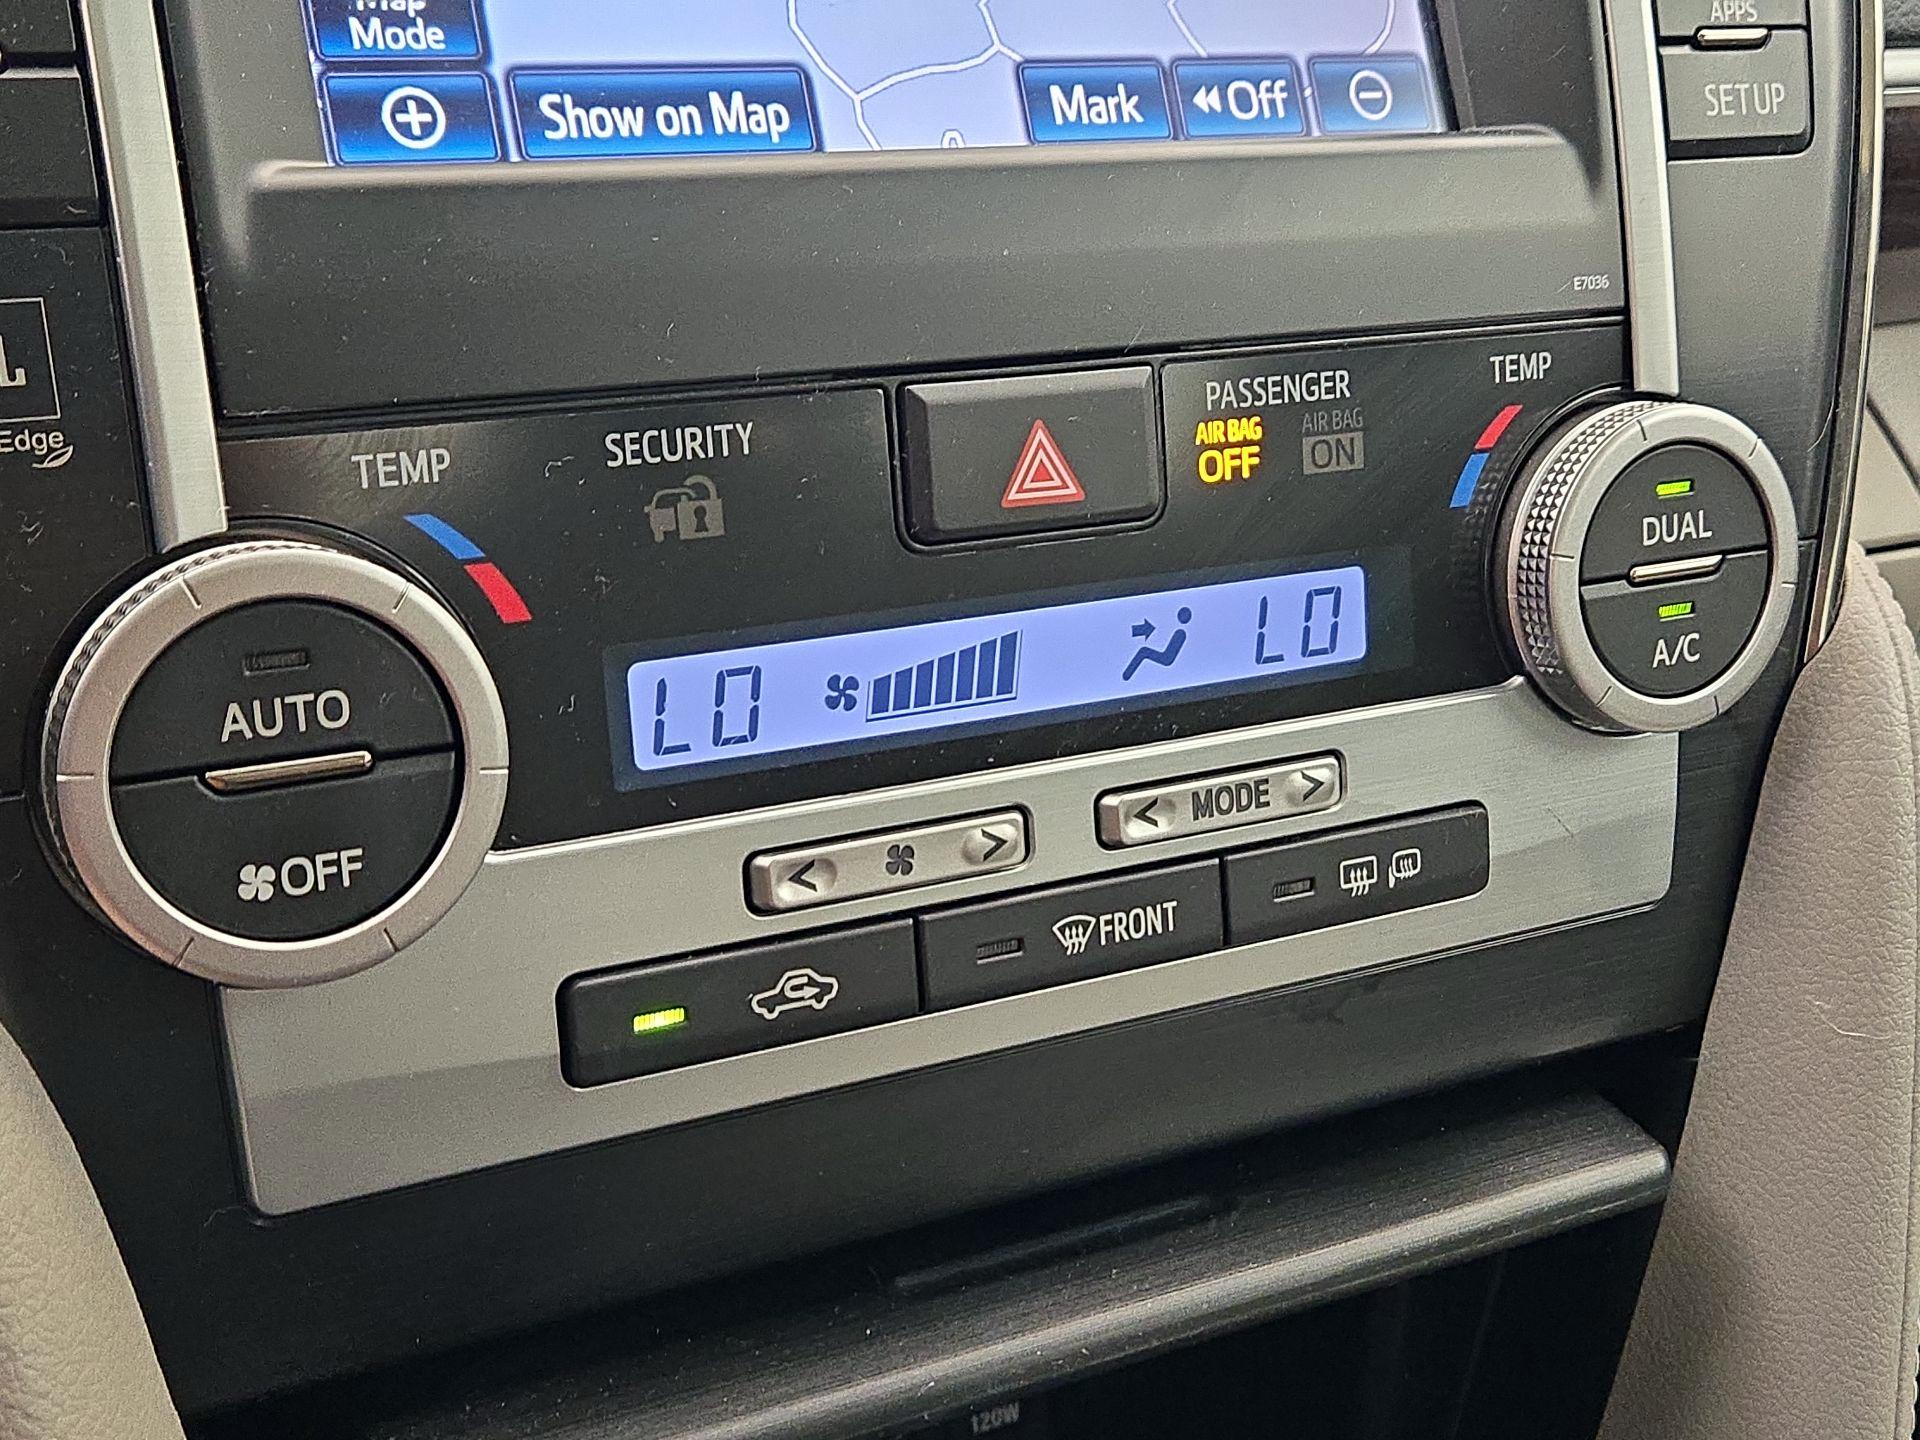 Map
Mode
Show on Map
Mark
Off
APPS
SETUP
E7036
Edge
TEMP
SECURITY
PASSENGER
AIR BAG
OFF
AIR BAG
ON
TEMP
DUAL
A/C
LO
LO
AUTO
OFF
MODE
FRONT
120W